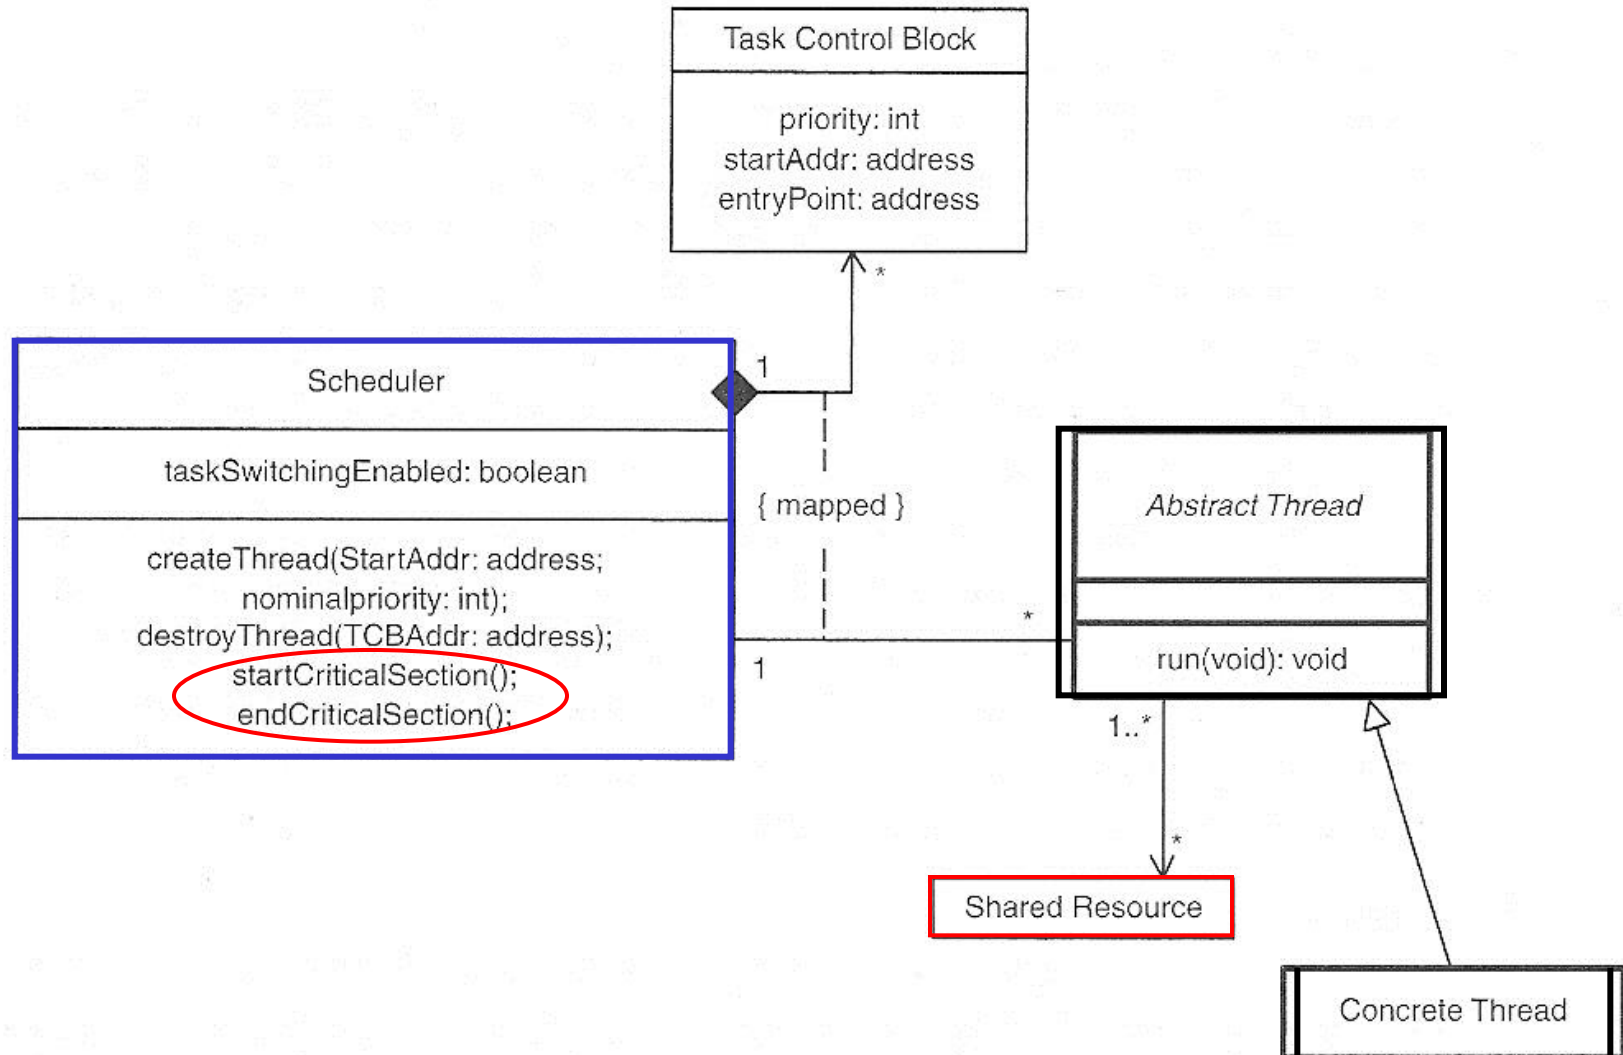 Task Control Block
priority: int
startAddr: address
entryPoint: address
*
1
Scheduler
taskSwitchingEnabled: boolean
createThread(StartAddr: address;
nominalpriority: int);
destroyThread(TCBAddr: address);
startCriticalSection();
endCriticalSection();
{ mapped }
1
*
Abstract Thread
run(void): void
1..*
*
Shared Resource
Concrete Thread